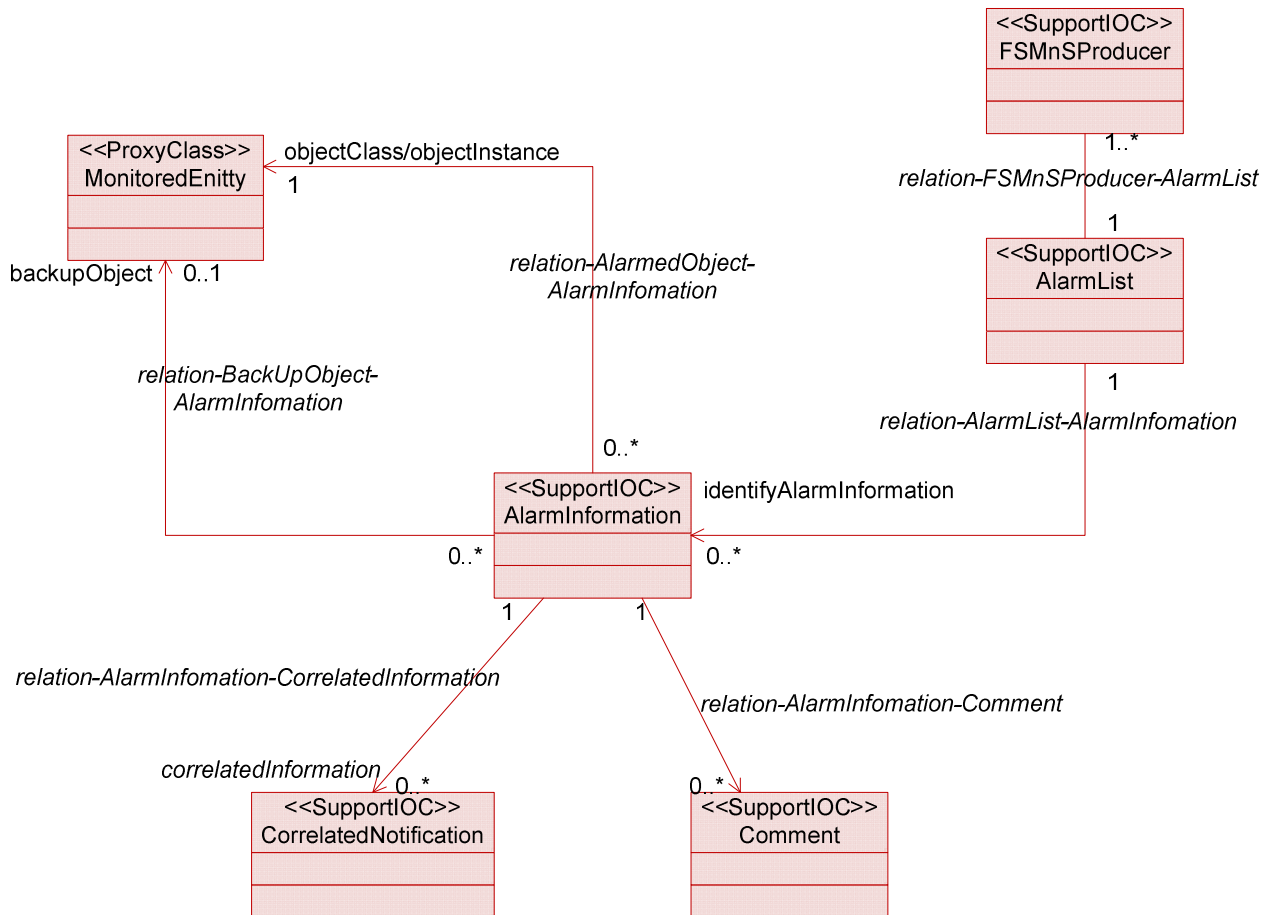 <<SupportIOC>>
FSMnSProducer
1..*
relation-FSMnSProducer-AlarmList
1
<<SupportIOC>>
AlarmList
1
relation-AlarmList-AlarmInfomation
<<ProxyClass>>
MonitoredEnitty
objectClass/objectInstance
1
backupObject
0..1
relation-AlarmedObject-
AlarmInfomation
relation-BackUpObject-
AlarmInfomation
0..*
<<SupportIOC>>
AlarmInformation
identifyAlarmInformation
0..*
0..*
1
1
relation-AlarmInfomation-CorrelatedInformation
relation-AlarmInfomation-Comment
correlatedInformation
0..*
0..*
<<SupportIOC>>
CorrelatedNotification
<<SupportIOC>>
Comment